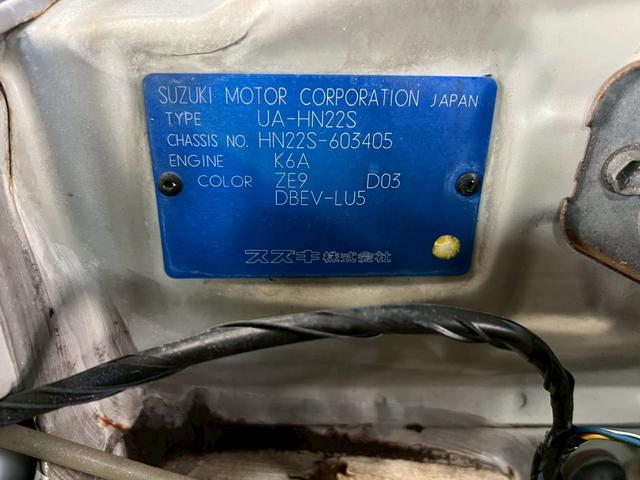 SUZUKI MOTOR CORPORATION JAPAN
TYPE UA-HN22S
CHASSIS NO. HN22S-603405
ENGINE K6A
COLOR ZE9 D03
DBEV-LU5
スズキ株式会社